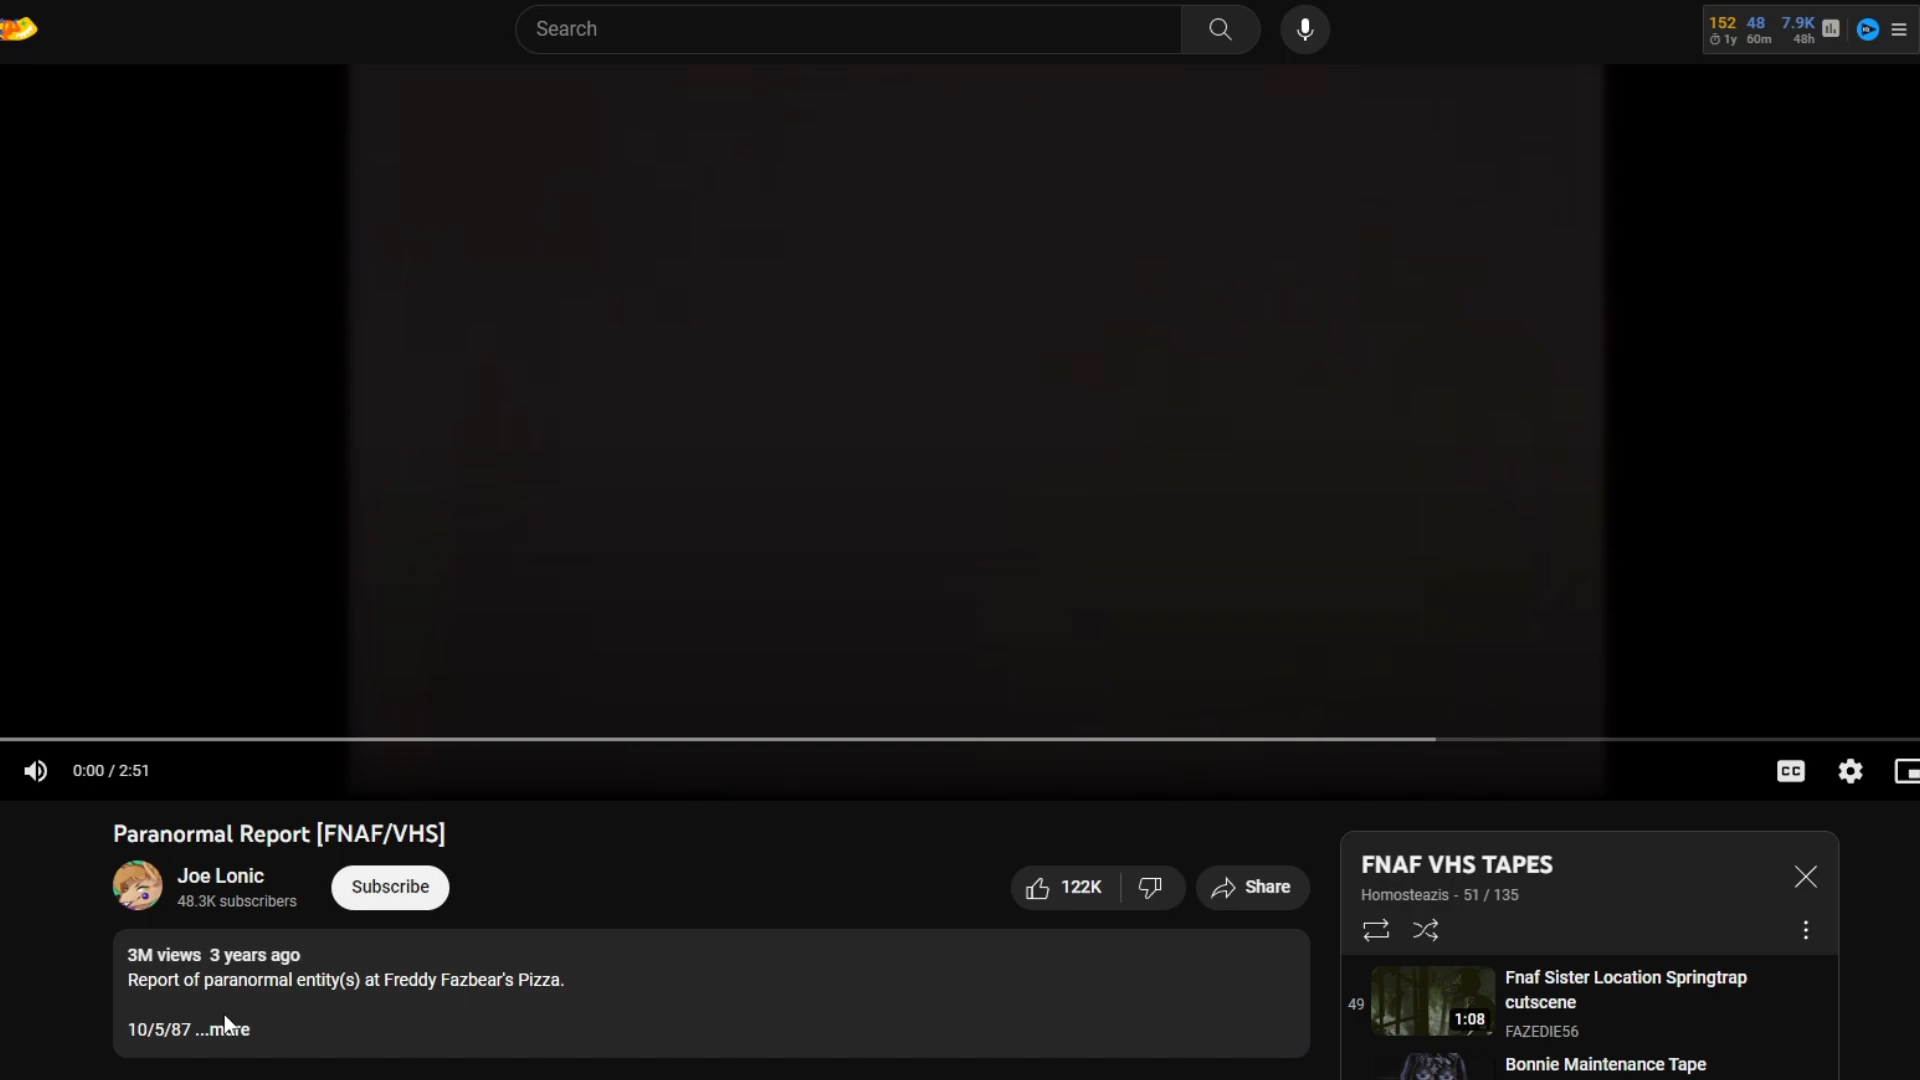 Search
152 48 7.9K
1y 60m 48h
0:00 / 2:51
CC
Paranormal Report [FNAF/VHS]
Joe Lonic
48.3K subscribers
Subscribe
122K
Share
3M views 3 years ago
Report of paranormal entity(s) at Freddy Fazbear's Pizza.
10/5/87 ...more
FNAF VHS TAPES
Homosteazis - 51 / 135
49
1:08
Fnaf Sister Location Springtrap
cutscene
FAZEDIE56
Bonnie Maintenance Tape